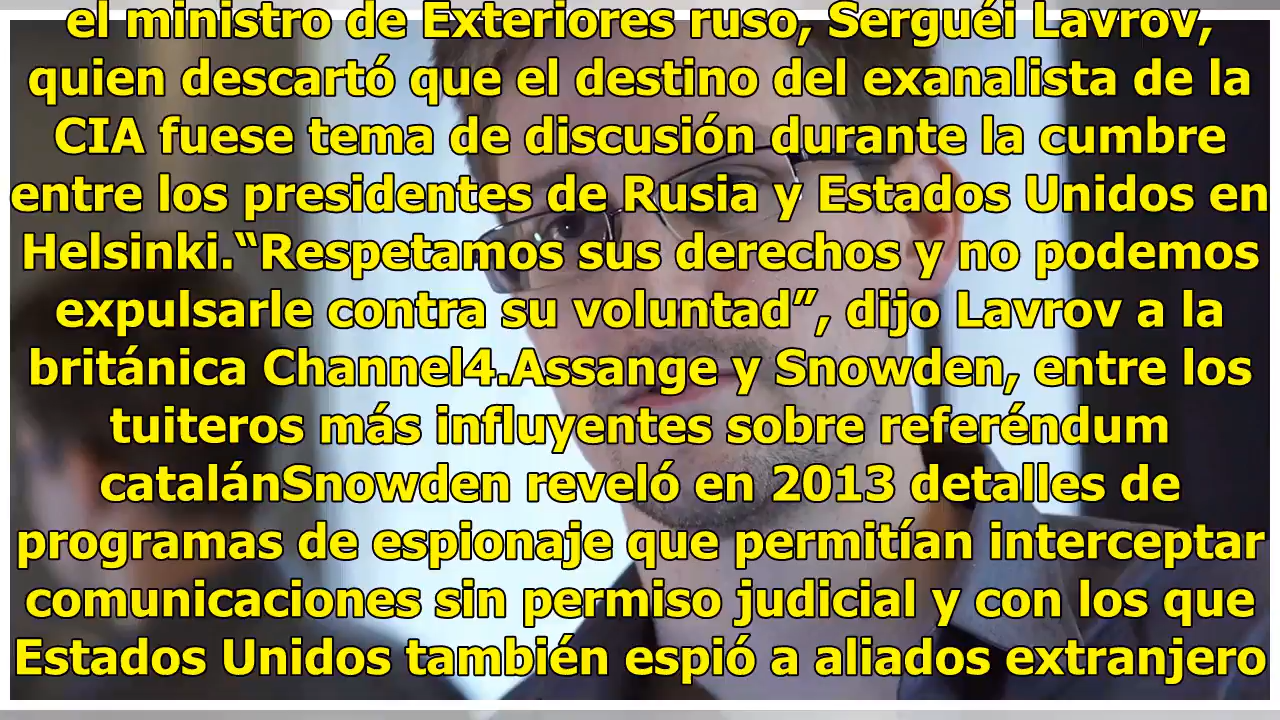 el ministro de Exteriores ruso, Serguéi Lavrov,
quien descartó que el destino del exanalista de la
CIA fuese tema de discusión durante la cumbre
entre los presidentes de Rusia y Estados Unidos en
Helsinki.“Respetamos sus derechos y no podemos
expulsarle contra su voluntad”, dijo Lavrov a la
británica Channel4.Assange y Snowden, entre los
tuiteros más influyentes sobre referéndum
catalánSnowden reveló en 2013 detalles de
programas de espionaje que permitían interceptar
comunicaciones sin permiso judicial y con los que
Estados Unidos también espió a aliados extranjero